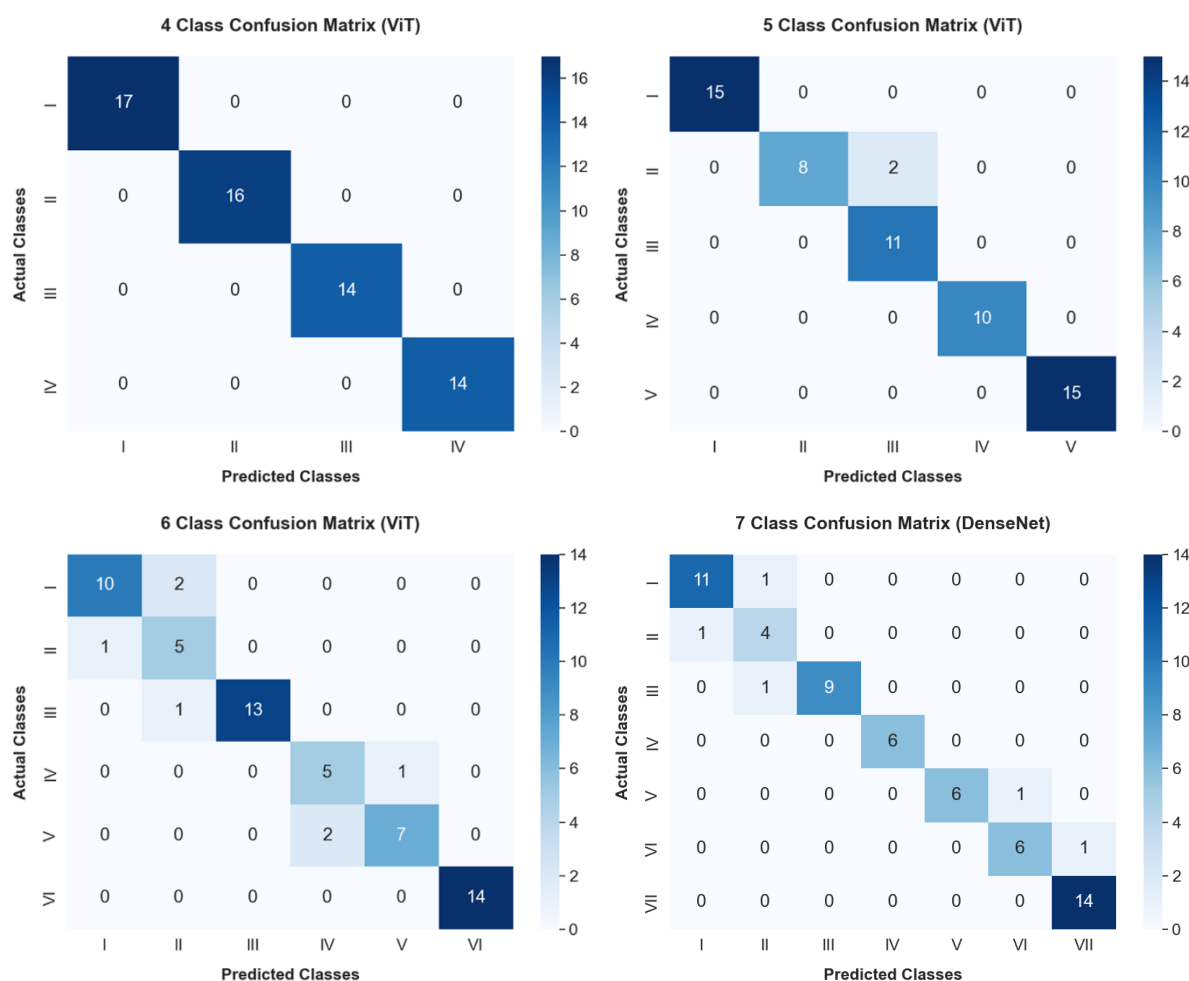 4 Class Confusion Matrix (ViT)
Actual Classes
I 17 0 0 0
II 0 16 0 0
III 0 0 14 0
IV 0 0 0 14
I II III IV
Predicted Classes
16
14
12
10
8
6
4
2
0
5 Class Confusion Matrix (ViT)
Actual Classes
I 15 0 0 0 0
II 0 8 2 0 0
III 0 0 11 0 0
IV 0 0 0 10 0
V 0 0 0 0 15
I II III IV V
Predicted Classes
14
12
10
8
6
4
2
0
6 Class Confusion Matrix (ViT)
Actual Classes
I 10 2 0 0 0 0
II 1 5 0 0 0 0
III 0 1 13 0 0 0
IV 0 0 0 5 1 0
V 0 0 0 2 7 0
VI 0 0 0 0 0 14
I II III IV V VI
Predicted Classes
14
12
10
8
6
4
2
0
7 Class Confusion Matrix (DenseNet)
Actual Classes
I 11 1 0 0 0 0 0
II 1 4 0 0 0 0 0
III 0 1 9 0 0 0 0
IV 0 0 0 6 0 0 0
V 0 0 0 0 6 1 0
VI 0 0 0 0 0 6 1
VII 0 0 0 0 0 0 14
I II III IV V VI VII
Predicted Classes
14
12
10
8
6
4
2
0